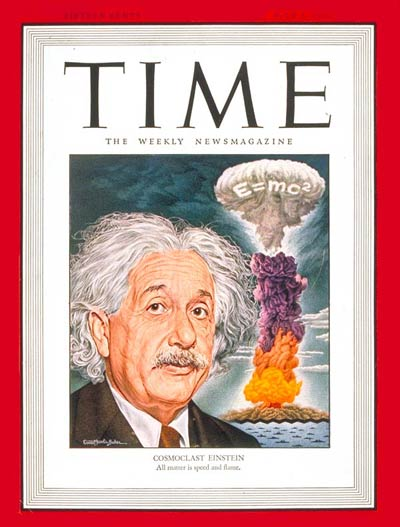 TIME
THE WEEKLY NEWSMAGAZINE
E=mc²
COSMOCLAST EINSTEIN
All matter is speed and flame.